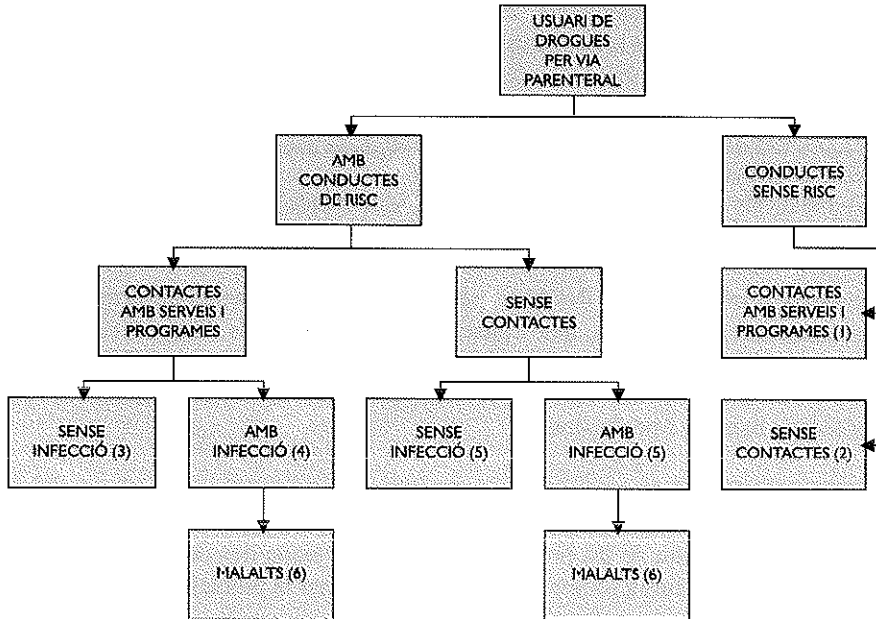 USUARI DE
DROGUES
PER VIA
PARENTERAL
AMB
CONDUCTES
DE RISC
CONDUCTES
SENSE RISC
CONTACTES
AMB SERVEIS I
PROGRAMES
SENSE
CONTACTES
CONTACTES
AMB SERVEIS I
PROGRAMES (1)
SENSE
INFECCIÓ (3)
AMB
INFECCIÓ (4)
SENSE
INFECCIÓ (5)
AMB
INFECCIÓ (5)
SENSE
CONTACTES (2)
MALALTS (6)
MALALTS (6)